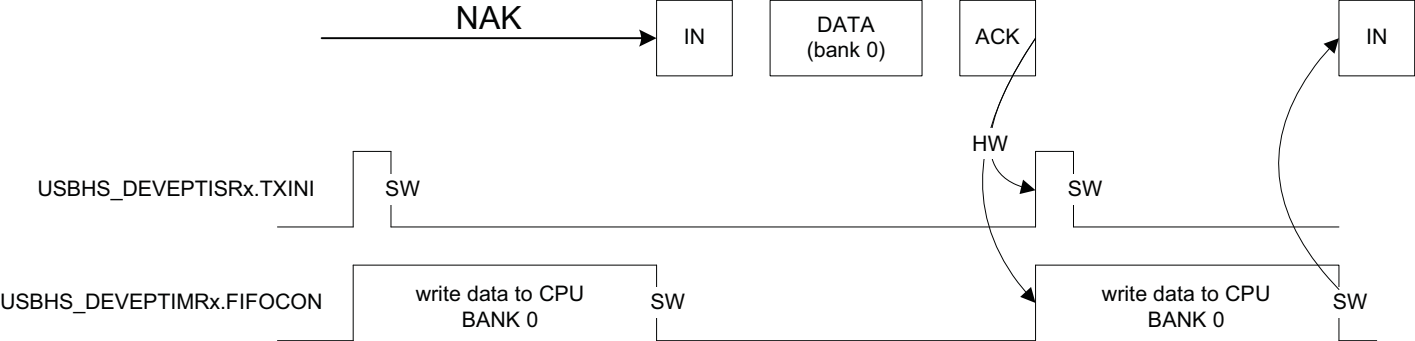 NAK
IN
DATA
(bank 0)
ACK
IN
HW
USBHS_DEVEPTISRx.TXINI
SW
SW
USBHS_DEVEPTIMRx.FIFOCON
write data to CPU
BANK 0
SW
write data to CPU
BANK 0
SW